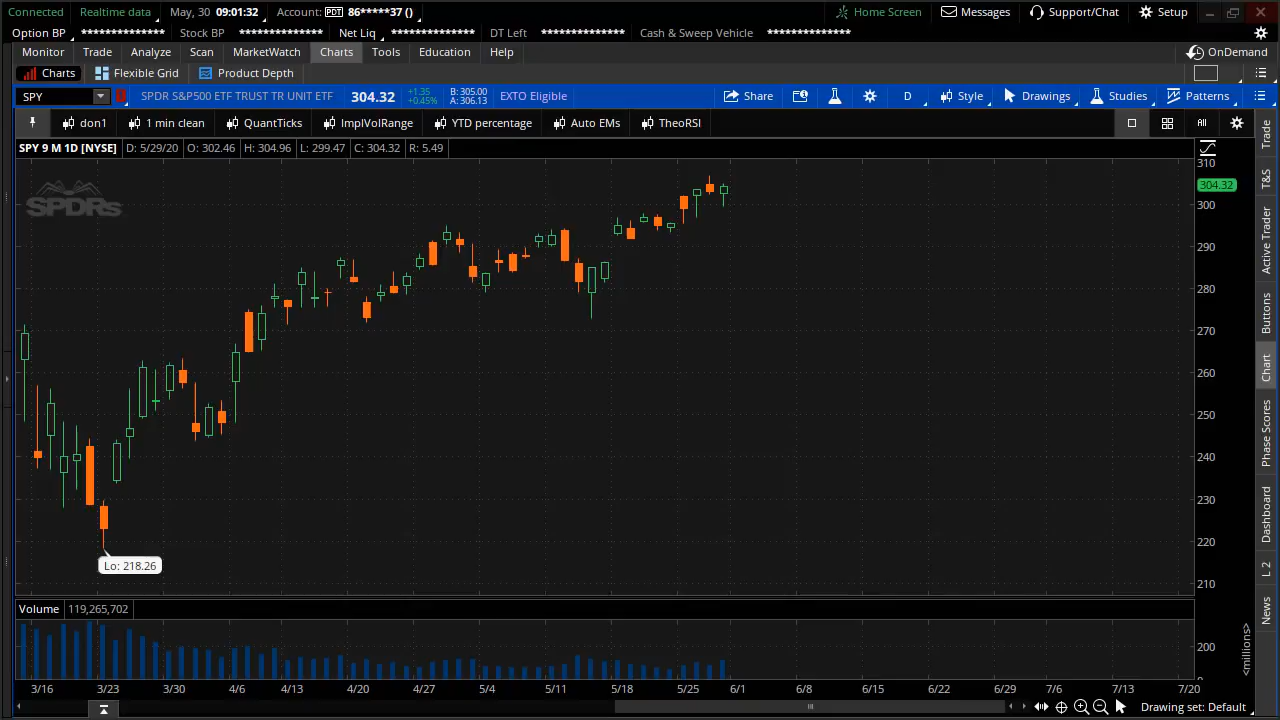 Connected Realtime data May, 30 09:01:32 Account: PDT 86*****37 () Home Screen Messages Support/Chat Setup
Option BP ************** Stock BP ************** Net Liq ************** DT Left ************** Cash & Sweep Vehicle **************
Monitor Trade Analyze Scan MarketWatch Charts Tools Education Help OnDemand
Charts Flexible Grid Product Depth
SPY SPDR S&P500 ETF TRUST TR UNIT ETF 304.32 +1.35 +0.45% B: 305.00 A: 306.13 EXTO Eligible Share D Style Drawings Studies Patterns
don1 1 min clean QuantTicks ImplVolRange YTD percentage Auto EMs TheoRSI All
SPY 9 M 1D [NYSE] D: 5/29/20 O: 302.46 H: 304.96 L: 299.47 C: 304.32 R: 5.49
310
304.32
SPDRs
300
290
280
270
260
250
240
230
220
Lo: 218.26
210
Volume 119,265,702
200
<millions>
3/16 3/23 3/30 4/6 4/13 4/20 4/27 5/4 5/11 5/18 5/25 6/1 6/8 6/15 6/22 6/29 7/6 7/13 7/20
Drawing set: Default
Trade
T&S
Active Trader
Buttons
Chart
Phase Scores
Dashboard
L 2
News